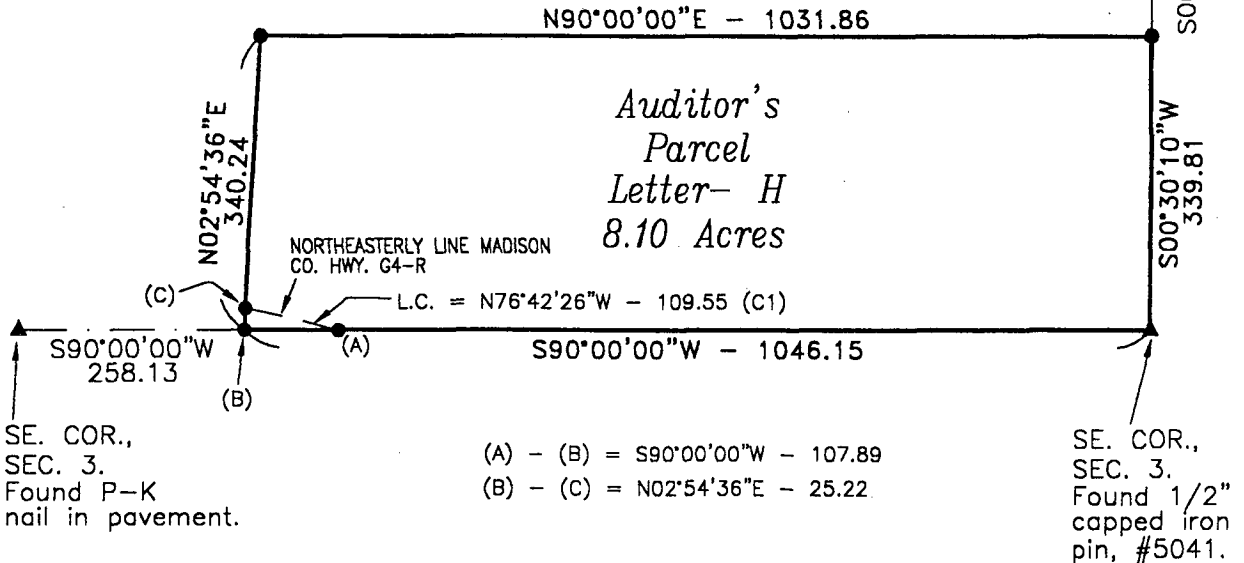 N90°00'00"E - 1031.86
S00
Auditor's
Parcel
Letter- H
8.10 Acres
N02°54'36"E
340.24
S00°30'10"W
339.81
NORTHEASTERLY LINE MADISON
CO. HWY. G4-R
(C)
L.C. = N76°42'26"W - 109.55 (C1)
(A)
S90°00'00"W
258.13
S90°00'00"W - 1046.15
(B)
SE. COR.,
SEC. 3.
Found P-K
nail in pavement.
(A) - (B) = S90°00'00"W - 107.89
(B) - (C) = N02°54'36"E - 25.22
SE. COR.,
SEC. 3.
Found 1/2"
capped iron
pin, #5041.